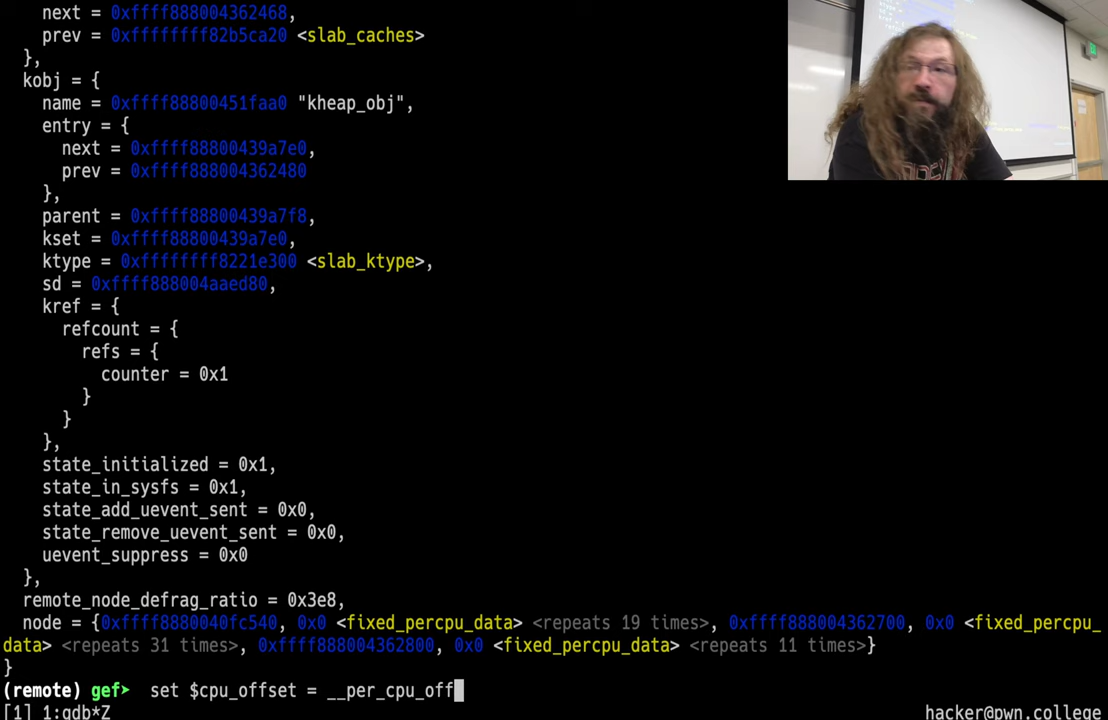 next = 0xffff888004362468,
prev = 0xffffffff82b5ca20 <slab_caches>
},
kobj = {
name = 0xffff88800451faa0 "kheap_obj",
entry = {
next = 0xffff88800439a7e0,
prev = 0xffff888004362480
},
parent = 0xffff88800439a7f8,
kset = 0xffff88800439a7e0,
ktype = 0xffffffff8221e300 <slab_ktype>,
sd = 0xffff888004aaed80,
kref = {
refcount = {
refs = {
counter = 0x1
}
}
},
state_initialized = 0x1,
state_in_sysfs = 0x1,
state_add_uevent_sent = 0x0,
state_remove_uevent_sent = 0x0,
uevent_suppress = 0x0
},
remote_node_defrag_ratio = 0x3e8,
node = {0xffff8880040fc540, 0x0 <fixed_percpu_data> <repeats 19 times>, 0xffff888004362700, 0x0 <fixed_percpu_
data> <repeats 31 times>, 0xffff888004362800, 0x0 <fixed_percpu_data> <repeats 11 times>}
}
(remote) gef➤ set $cpu_offset = __per_cpu_off
[1] 1:gdb*Z hacker@pwn.college